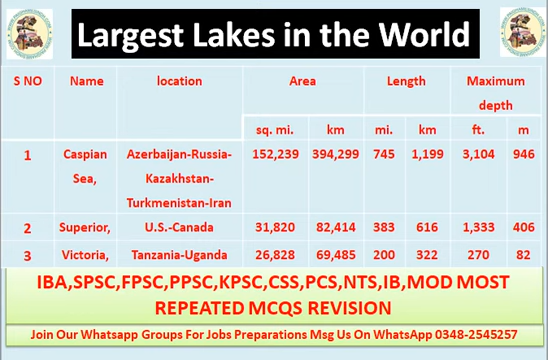 Largest Lakes in the World
S NO Name location Area Length Maximum
depth
sq. mi. km mi. km ft. m
1 Caspian Azerbaijan-Russia- 152,239 394,299 745 1,199 3,104 946
Sea, Kazakhstan-
Turkmenistan-Iran
2 Superior, U.S.-Canada 31,820 82,414 383 616 1,333 406
3 Victoria, Tanzania-Uganda 26,828 69,485 200 322 270 82
IBA,SPSC,FPSC,PPSC,KPSC,CSS,PCS,NTS,IB,MOD MOST
REPEATED MCQS REVISION
Join Our Whatsapp Groups For Jobs Preparations Msg Us On WhatsApp 0348-2545257